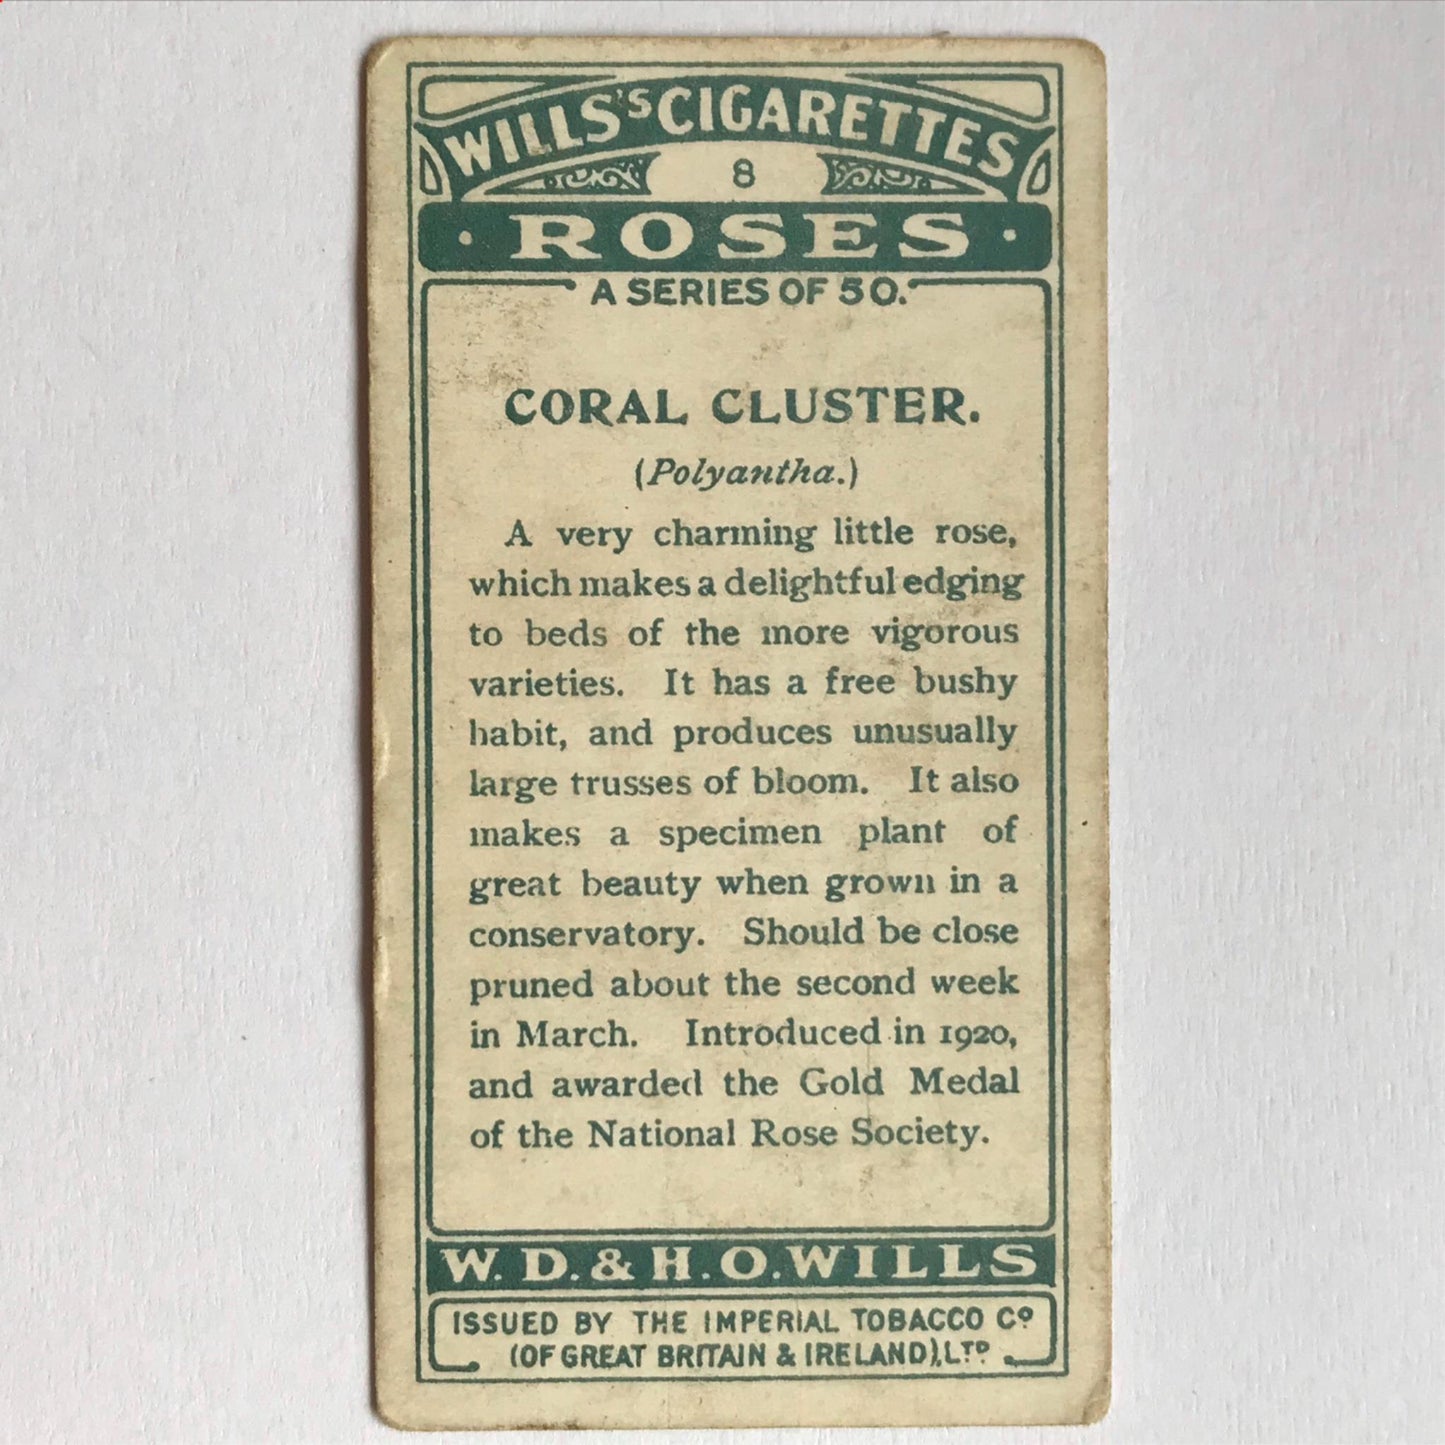 WILLS'S CIGARETTES
8
· ROSES ·
A SERIES OF 50.
CORAL CLUSTER.
(Polyantha.)
A very charming little rose,
which makes a delightful edging
to beds of the more vigorous
varieties. It has a free bushy
habit, and produces unusually
large trusses of bloom. It also
makes a specimen plant of
great beauty when grown in a
conservatory. Should be close
pruned about the second week
in March. Introduced in 1920,
and awarded the Gold Medal
of the National Rose Society.
W. D. & H. O. WILLS
ISSUED BY THE IMPERIAL TOBACCO Cº
(OF GREAT BRITAIN & IRELAND), LTD